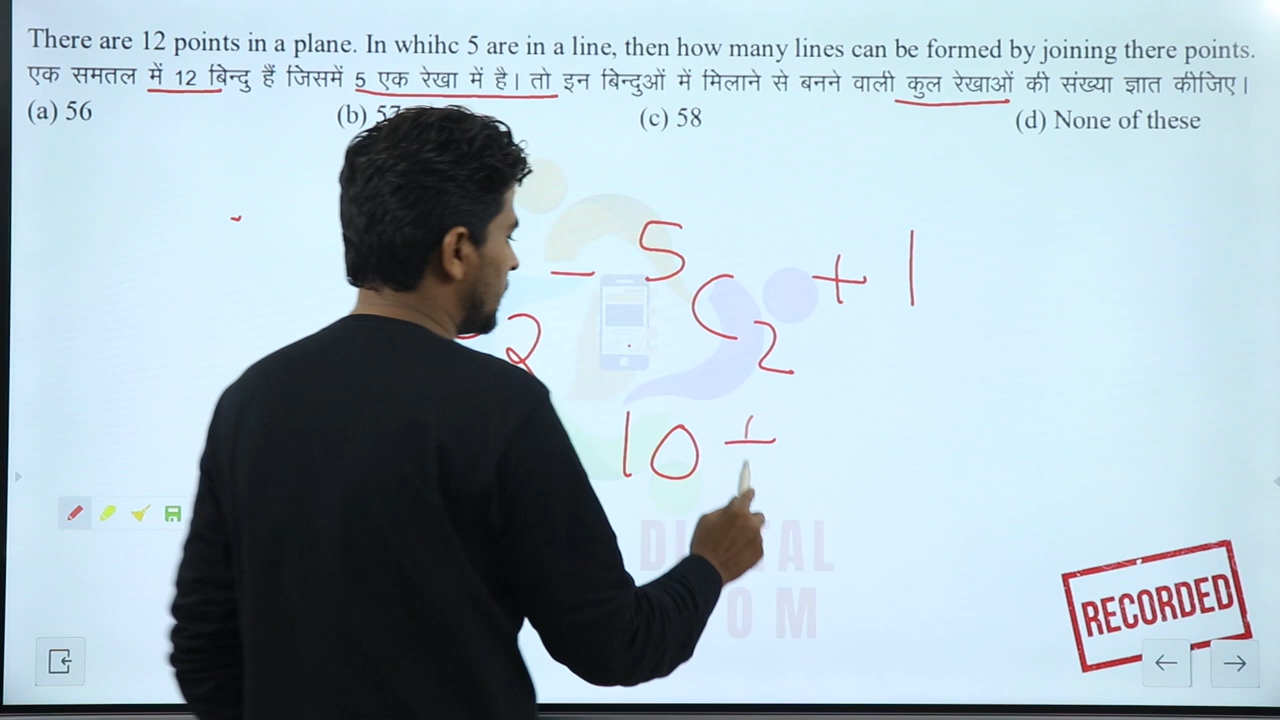 There are 12 points in a plane. In whihc 5 are in a line, then how many lines can be formed by joining there points.
एक समतल में 12 बिन्दु हैं जिसमें 5 एक रेखा में है। तो इन बिन्दुओं में मिलाने से बनने वाली कुल रेखाओं की संख्या ज्ञात कीजिए।
(a) 56 (b) (c) 58 (d) None of these
2 - 5C2 + 1
10 +
RECORDED